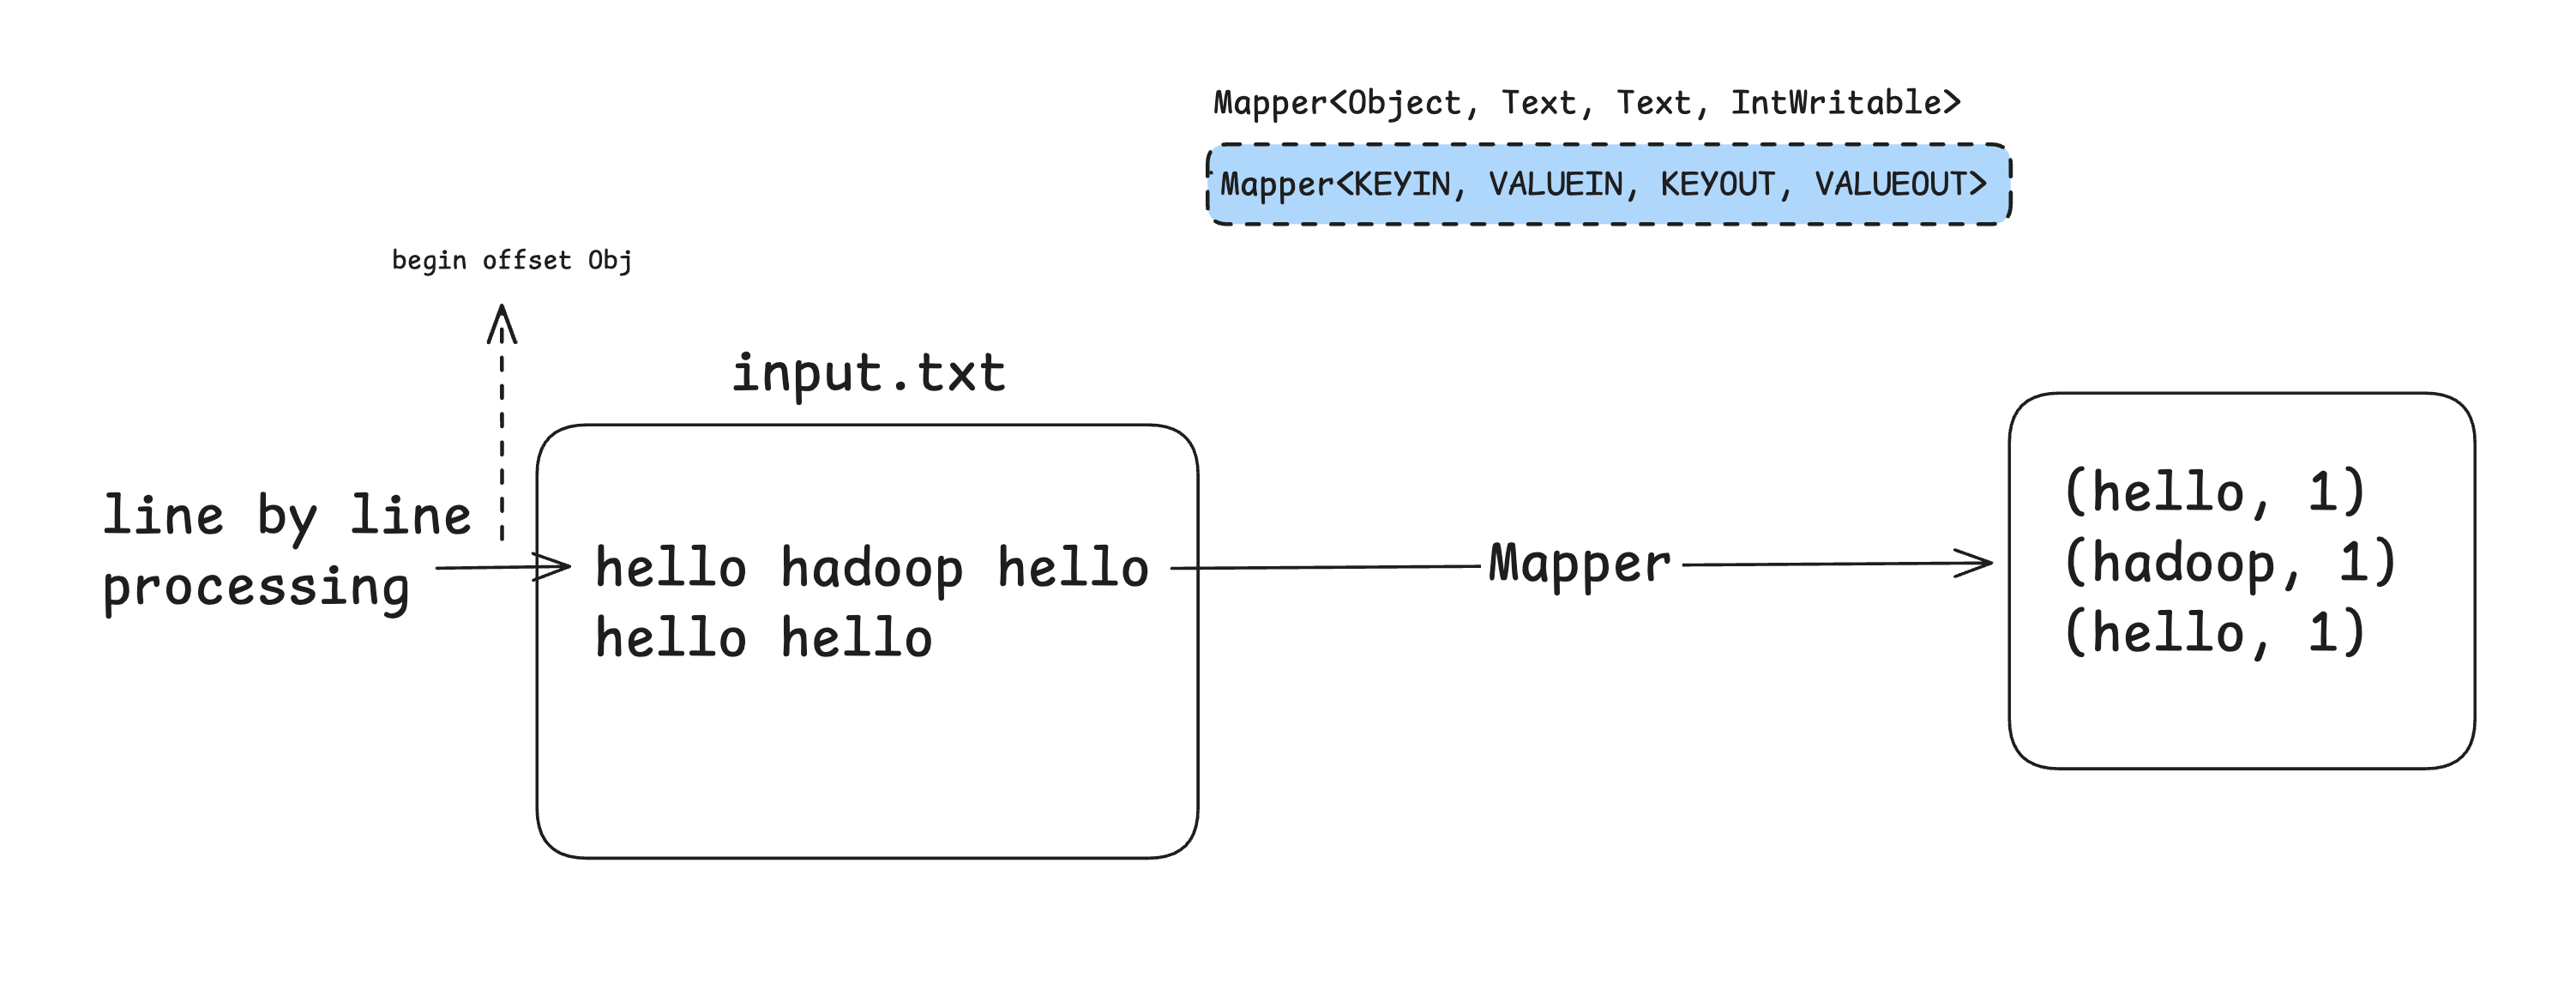 Mapper<Object, Text, Text, IntWritable>
Mapper<KEYIN, VALUEIN, KEYOUT, VALUEOUT>
begin offset Obj
input.txt
line by line
processing
hello hadoop hello
hello hello
Mapper
(hello, 1)
(hadoop, 1)
(hello, 1)